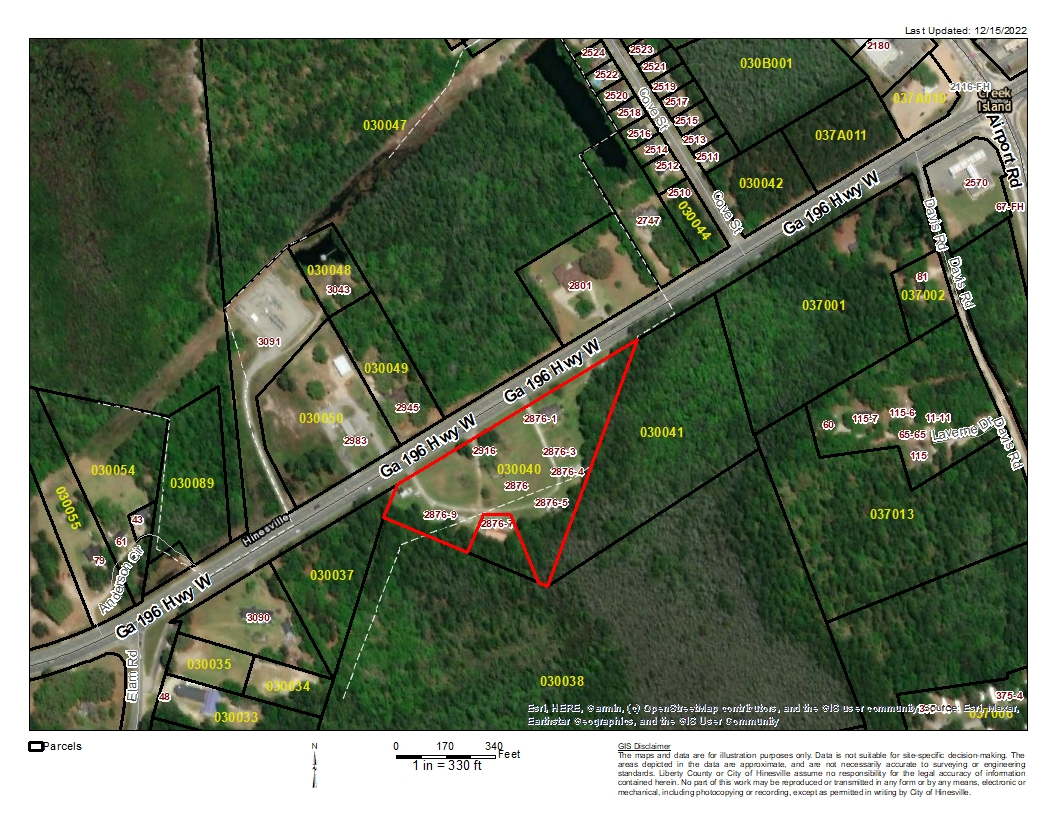 Last Updated: 12/15/2022
2180
2524
2523
2521
2522
2519
2520
2517
2518
2515
2516
2513
2514
2511
2512
2510
Cove St
030B001
037A010
2116-FH
Creek
Island
Airport Rd
037A011
030047
030042
Ga 196 Hwy W
2570
67-FH
030044
Cove St
2747
Davis Rd
Davis Rd
030048
3043
2801
81
037002
037001
3091
030049
Ga 196 Hwy W
2945
030050
2983
2876-1
2916
2876-3
030041
030040
2876-4
2876
2876-5
2876-9
2876-7
Ga 196 Hwy W
60
115-7
115-6
11-11
65-65
Laverne Dr
115
Davis Rd
037013
030054
030089
030055
43
61
79
Anderson Cir
Hinesville
Ga 196 Hwy W
030037
3090
Elam Rd
030035
030034
48
030033
030038
375-4
Esri, HERE, Garmin, (c) OpenStreetMap contributors, and the GIS user community, Source: Esri, Maxar,
Earthstar Geographics, and the GIS User Community
Parcels
N
0 170 340
Feet
1 in = 330 ft
GIS Disclaimer
The maps and data are for illustration purposes only. Data is not suitable for site-specific decision-making. The
areas depicted in the data are approximate, and are not necessarily accurate to surveying or engineering
standards. Liberty County or City of Hinesville assume no responsibility for the legal accuracy of information
contained herein. No part of this work may be reproduced or transmitted in any form or by any means, electronic or
mechanical, including photocopying or recording, except as permitted in writing by City of Hinesville.